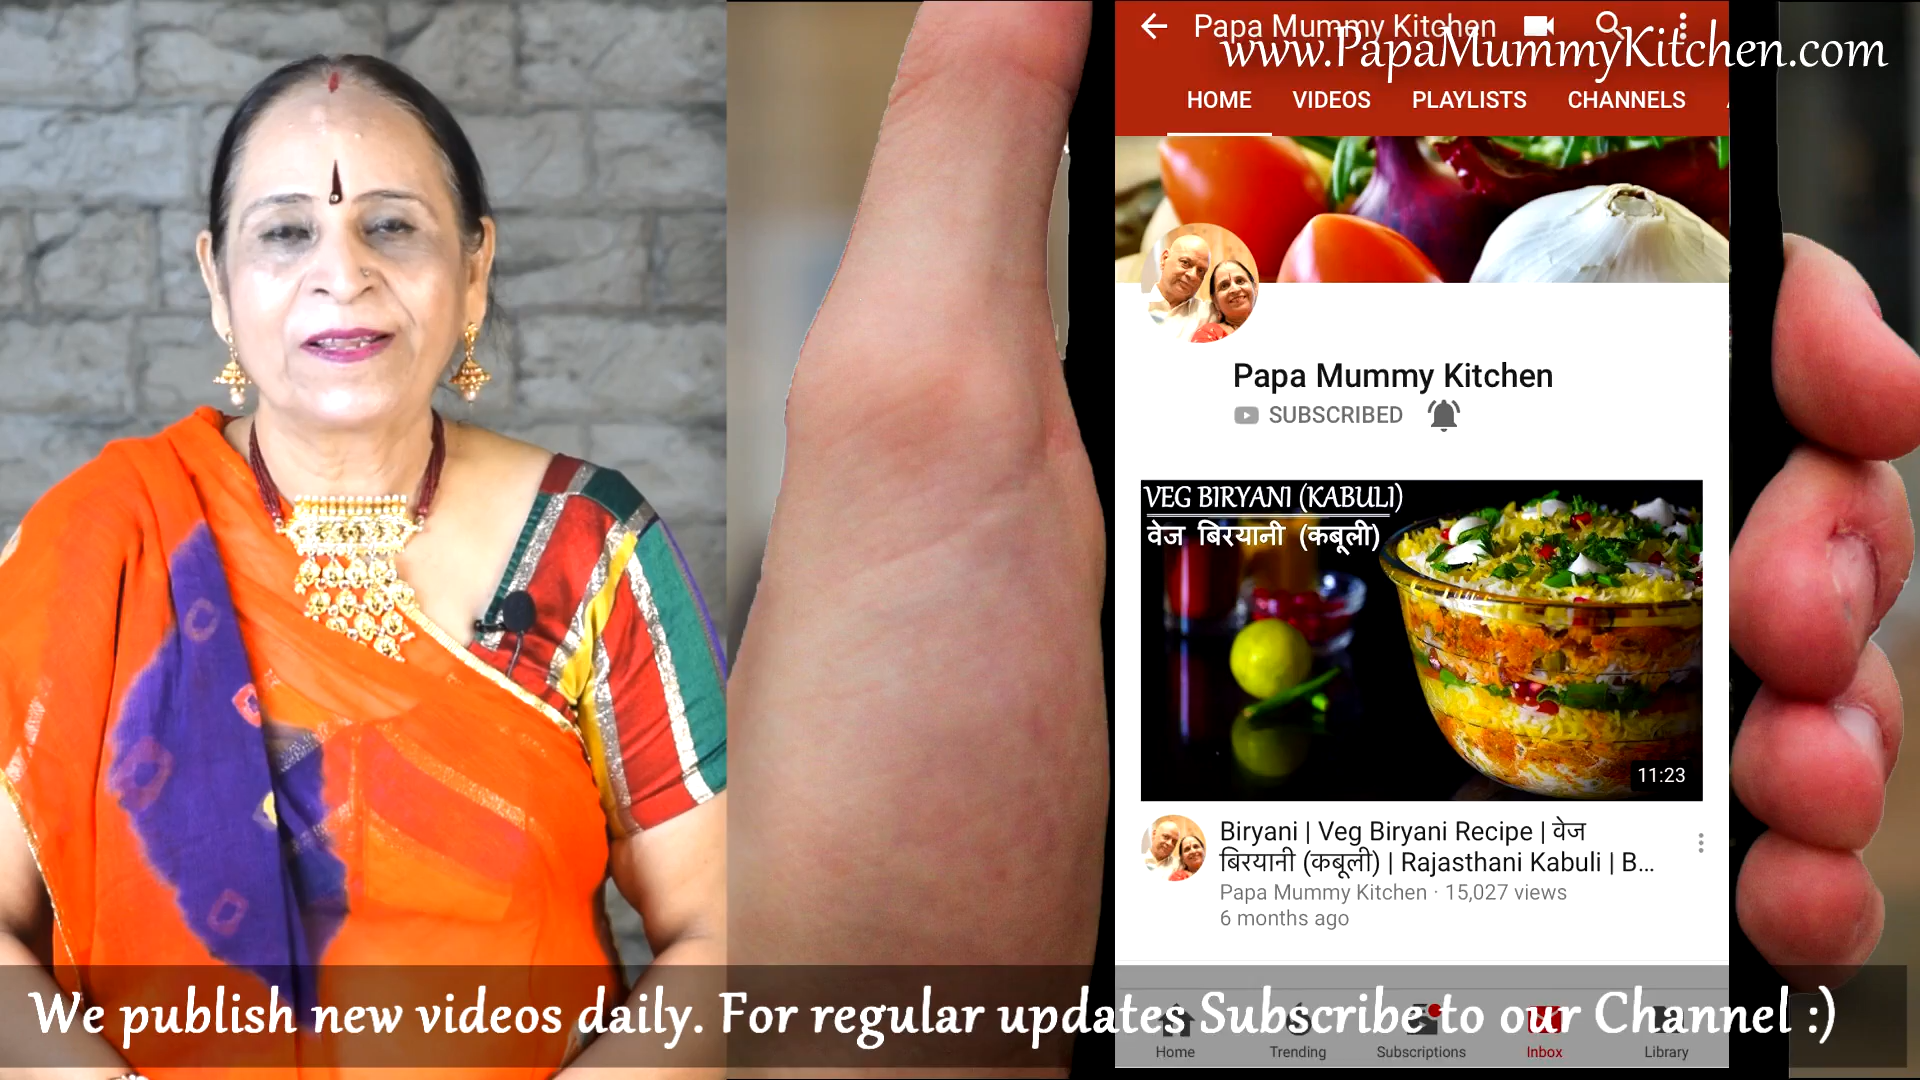 Papa Mummy Kitchen
www.PapaMummyKitchen.com
HOME VIDEOS PLAYLISTS CHANNELS
Papa Mummy Kitchen
SUBSCRIBED
VEG BIRYANI (KABULI)
वेज बिरयानी (कबूली)
11:23
Biryani | Veg Biryani Recipe | वेज
बिरयानी (कबूली) | Rajasthani Kabuli | B...
Papa Mummy Kitchen · 15,027 views
6 months ago
We publish new videos daily. For regular updates Subscribe to our Channel :)
Home Trending Subscriptions Inbox Library